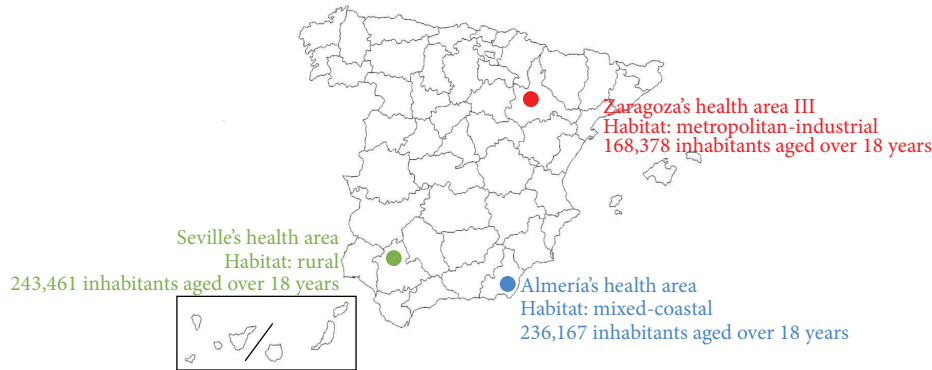 Zaragoza's health area III
Habitat: metropolitan-industrial
168,378 inhabitants aged over 18 years
Seville's health area
Habitat: rural
243,461 inhabitants aged over 18 years
Almería's health area
Habitat: mixed-coastal
236,167 inhabitants aged over 18 years